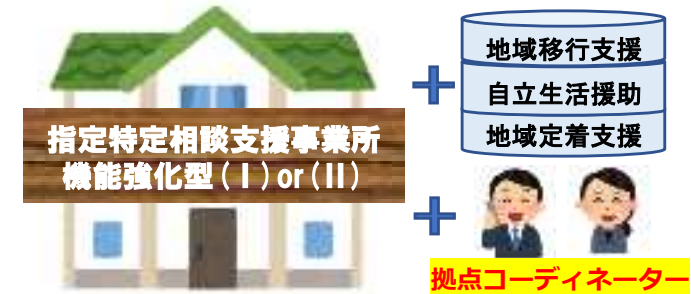 指定特定相談支援事業所
機能強化型(Ⅰ)or(Ⅱ)
地域移行支援
自立生活援助
地域定着支援
拠点コーディネーター